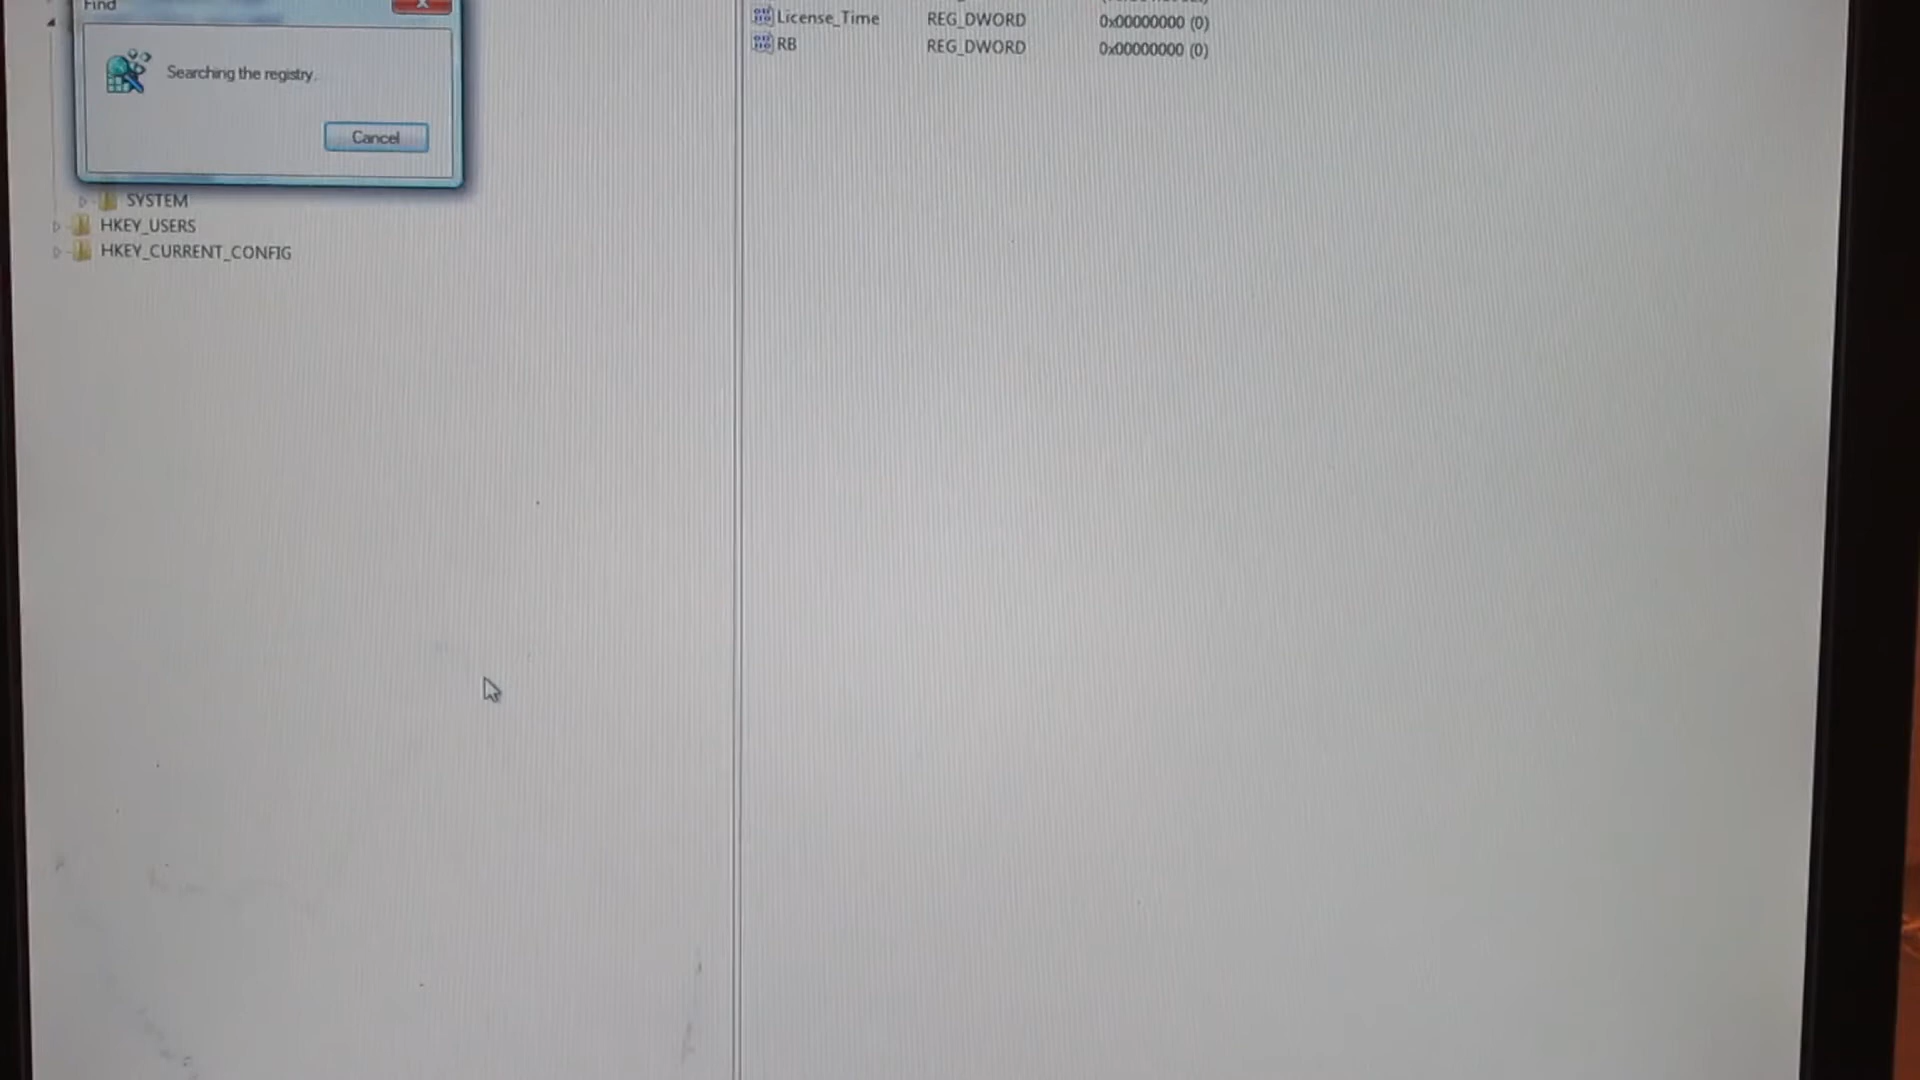 Find
X
Searching the registry.
Cancel
SYSTEM
HKEY_USERS
HKEY_CURRENT_CONFIG
License_Time REG_DWORD 0x00000000 (0)
RB REG_DWORD 0x00000000 (0)